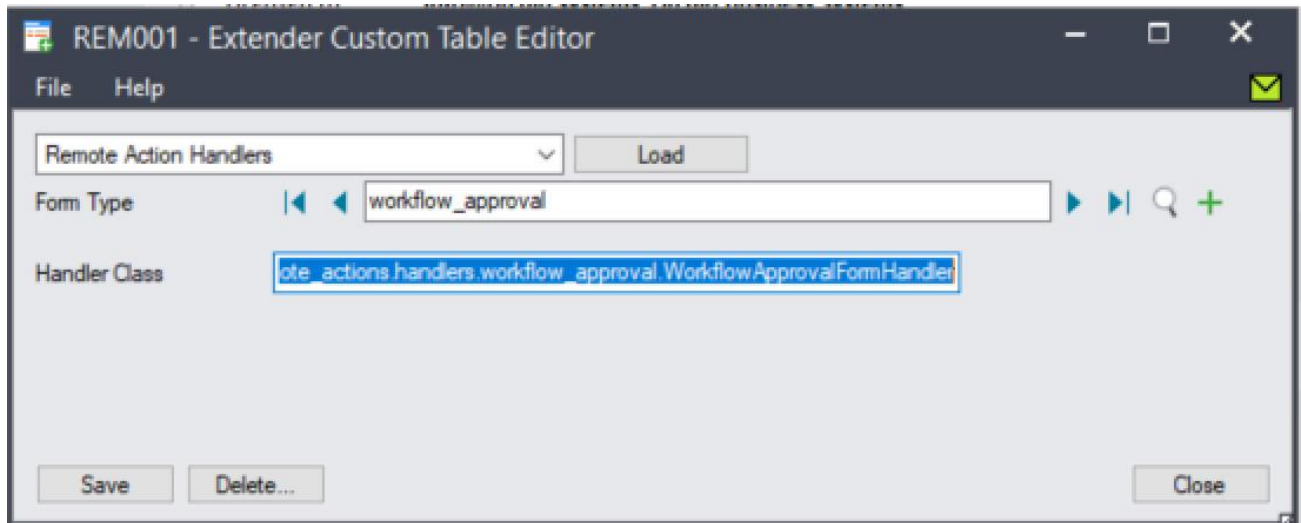 REM001 - Extender Custom Table Editor
File Help
Remote Action Handlers Load
Form Type workflow_approval
Handler Class ote_actions.handlers.workflow_approval.WorkflowApprovalFormHandler
Save Delete... Close